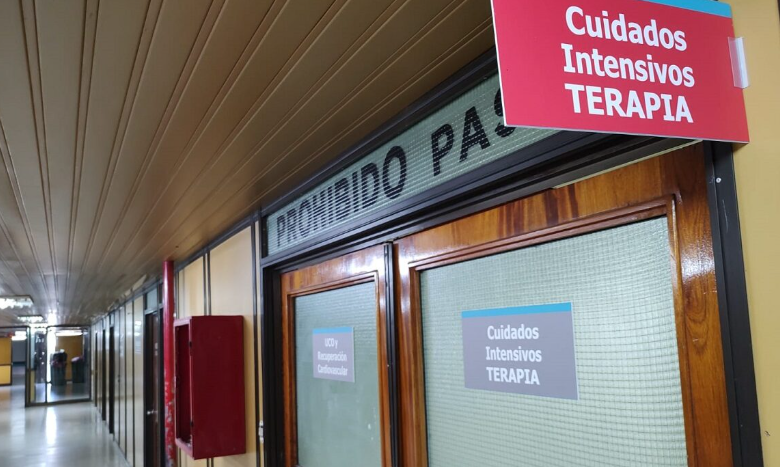 Cuidados
Intensivos
TERAPIA
PROHIBIDO PAS
Cuidados
Intensivos
TERAPIA
UCO y
Recuperación
Cardiovascular